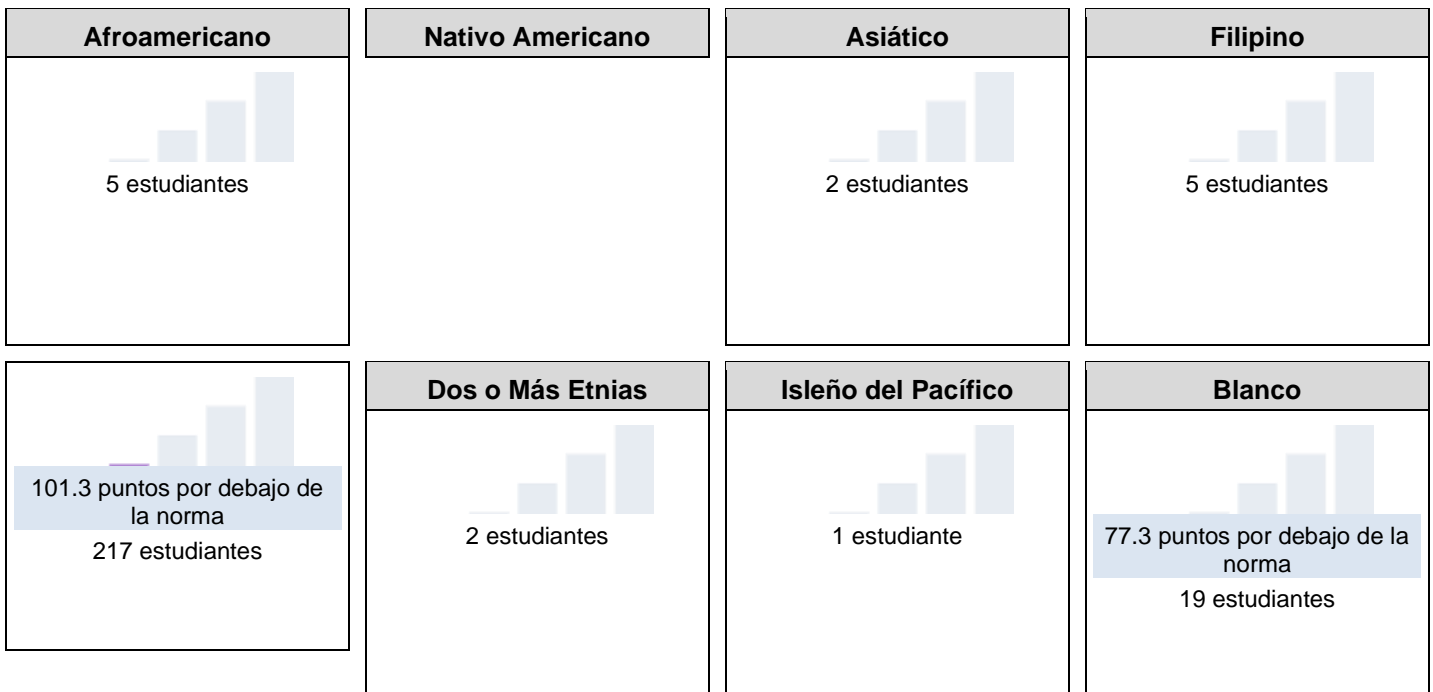 Afroamericano
5 estudiantes
Nativo Americano
Asiático
2 estudiantes
Filipino
5 estudiantes
101.3 puntos por debajo de
la norma
217 estudiantes
Dos o Más Etnias
2 estudiantes
Isleño del Pacífico
1 estudiante
Blanco
77.3 puntos por debajo de la
norma
19 estudiantes